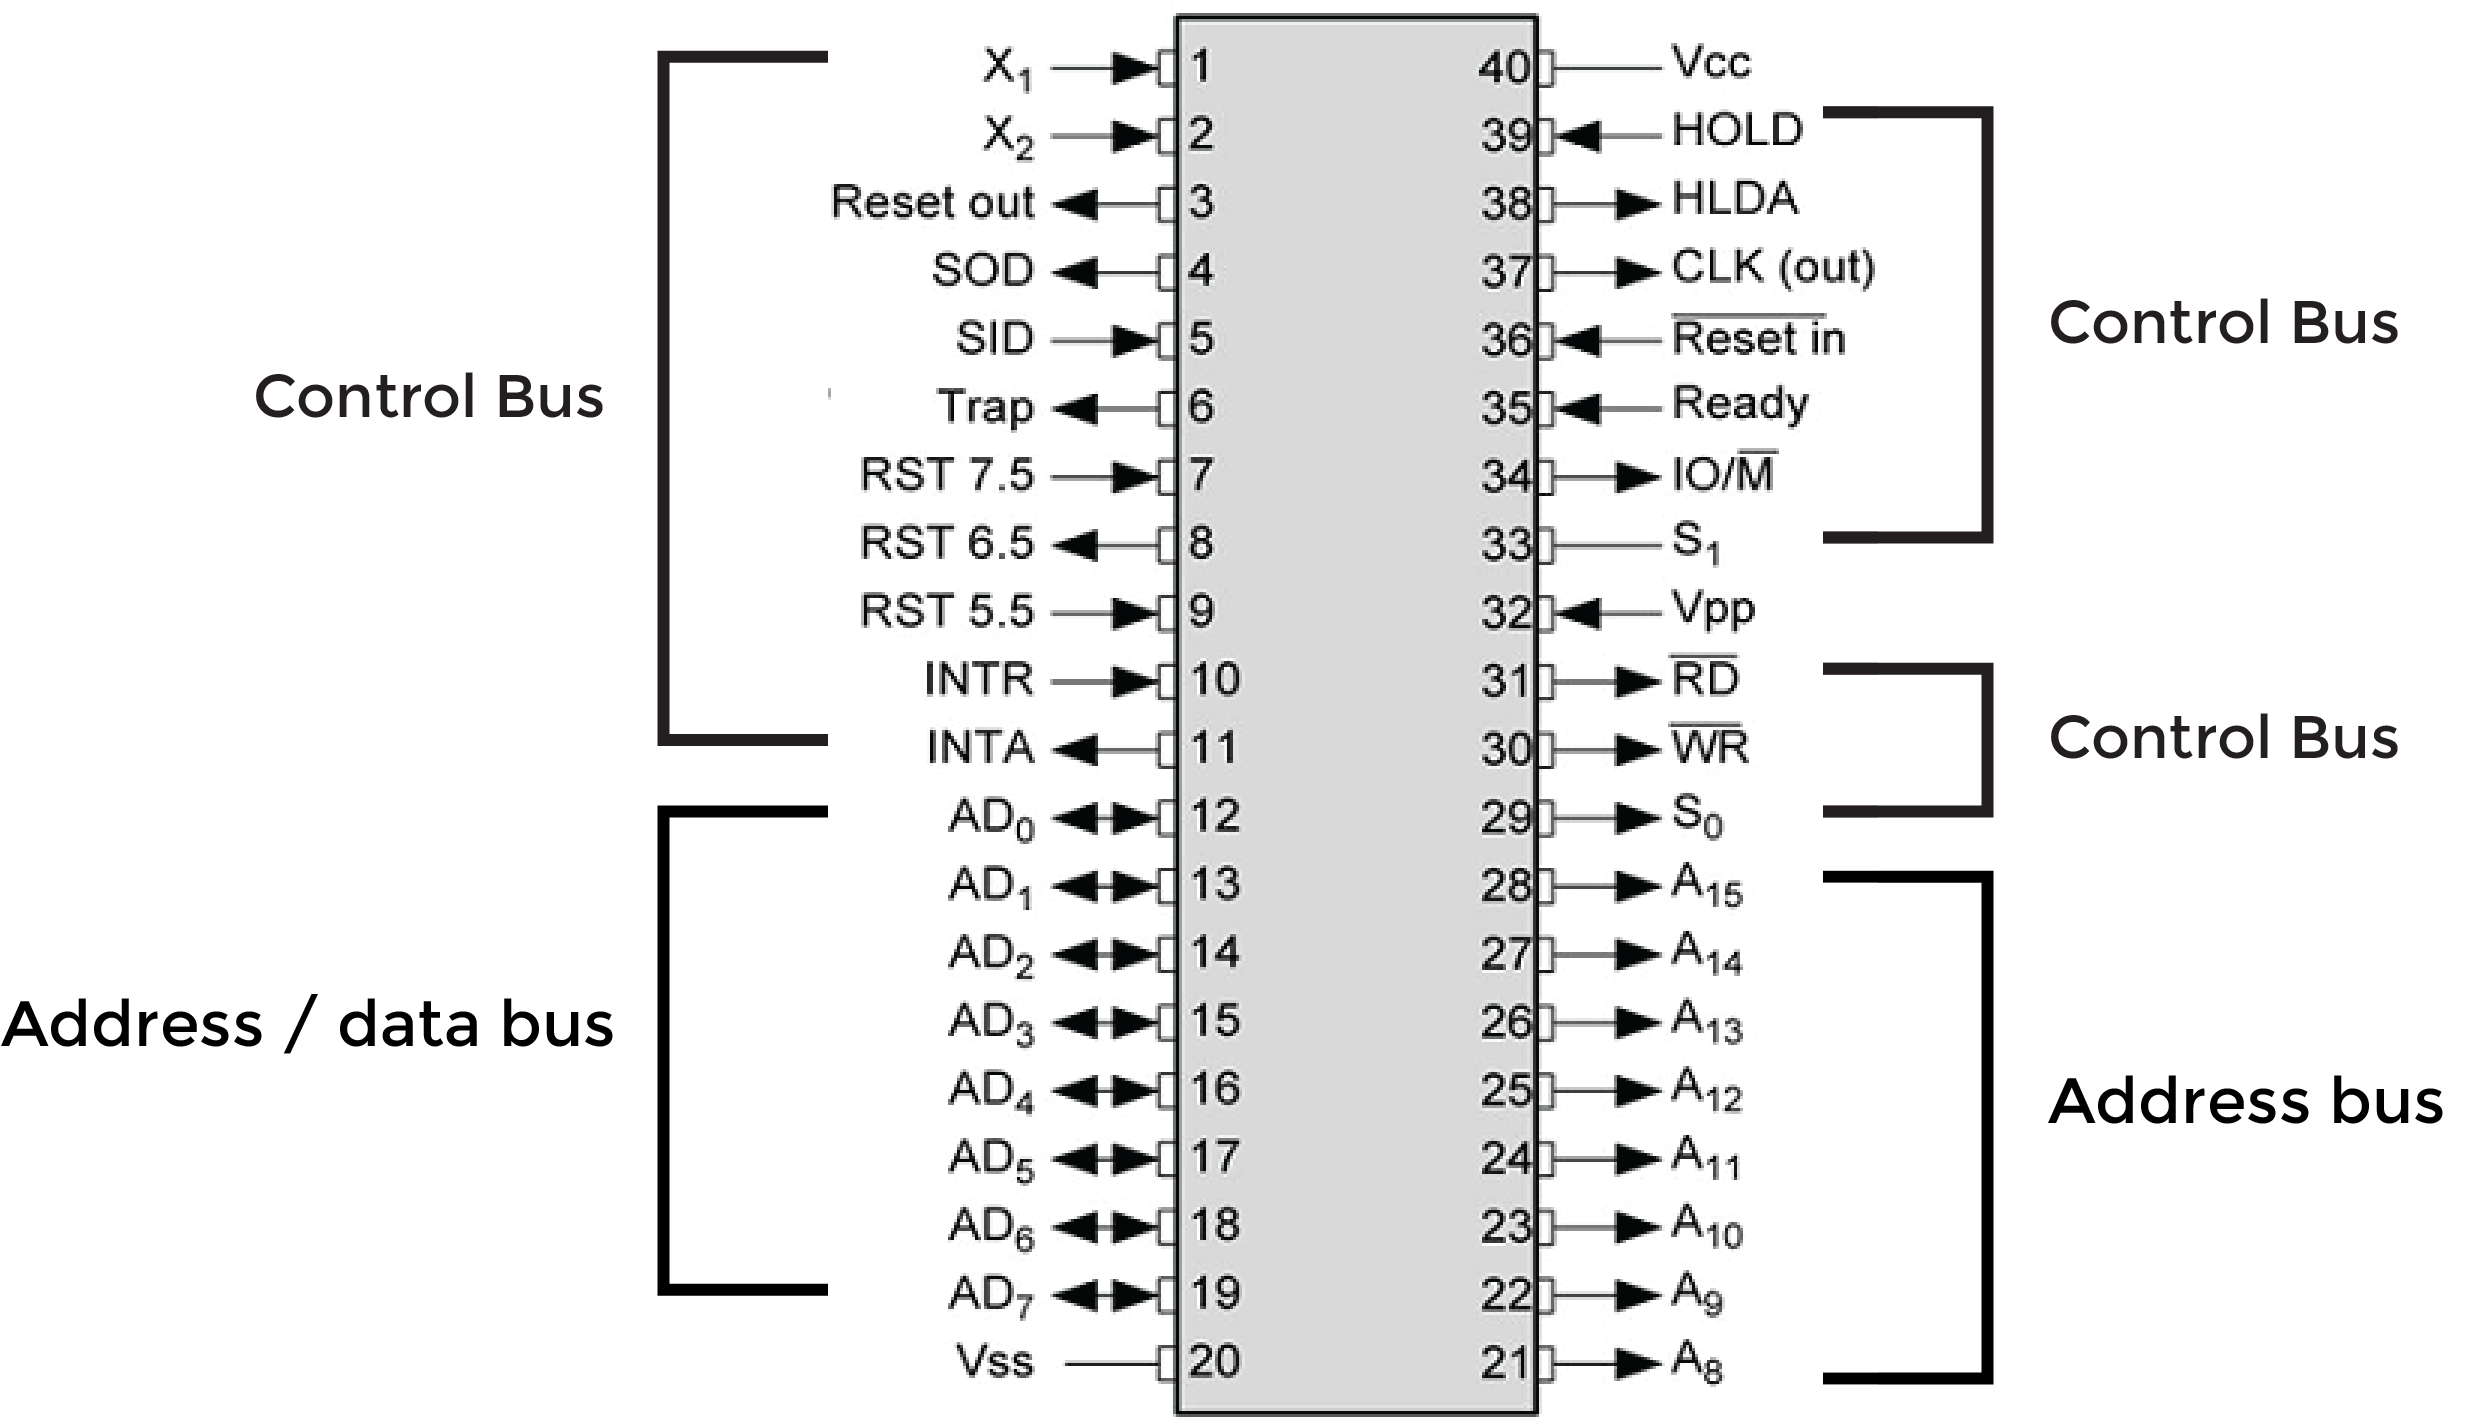 X1 1 40 Vcc
X2 2 39 HOLD
Reset out 3 38 HLDA
SOD 4 37 CLK (out)
SID 5 36 Reset in
Trap 6 35 Ready
RST 7.5 7 34 IO/M
RST 6.5 8 33 S1
RST 5.5 9 32 Vpp
INTR 10 31 RD
INTA 11 30 WR
AD0 12 29 S0
AD1 13 28 A15
AD2 14 27 A14
AD3 15 26 A13
AD4 16 25 A12
AD5 17 24 A11
AD6 18 23 A10
AD7 19 22 A9
Vss 20 21 A8
Control Bus
Address / data bus
Control Bus
Control Bus
Address bus